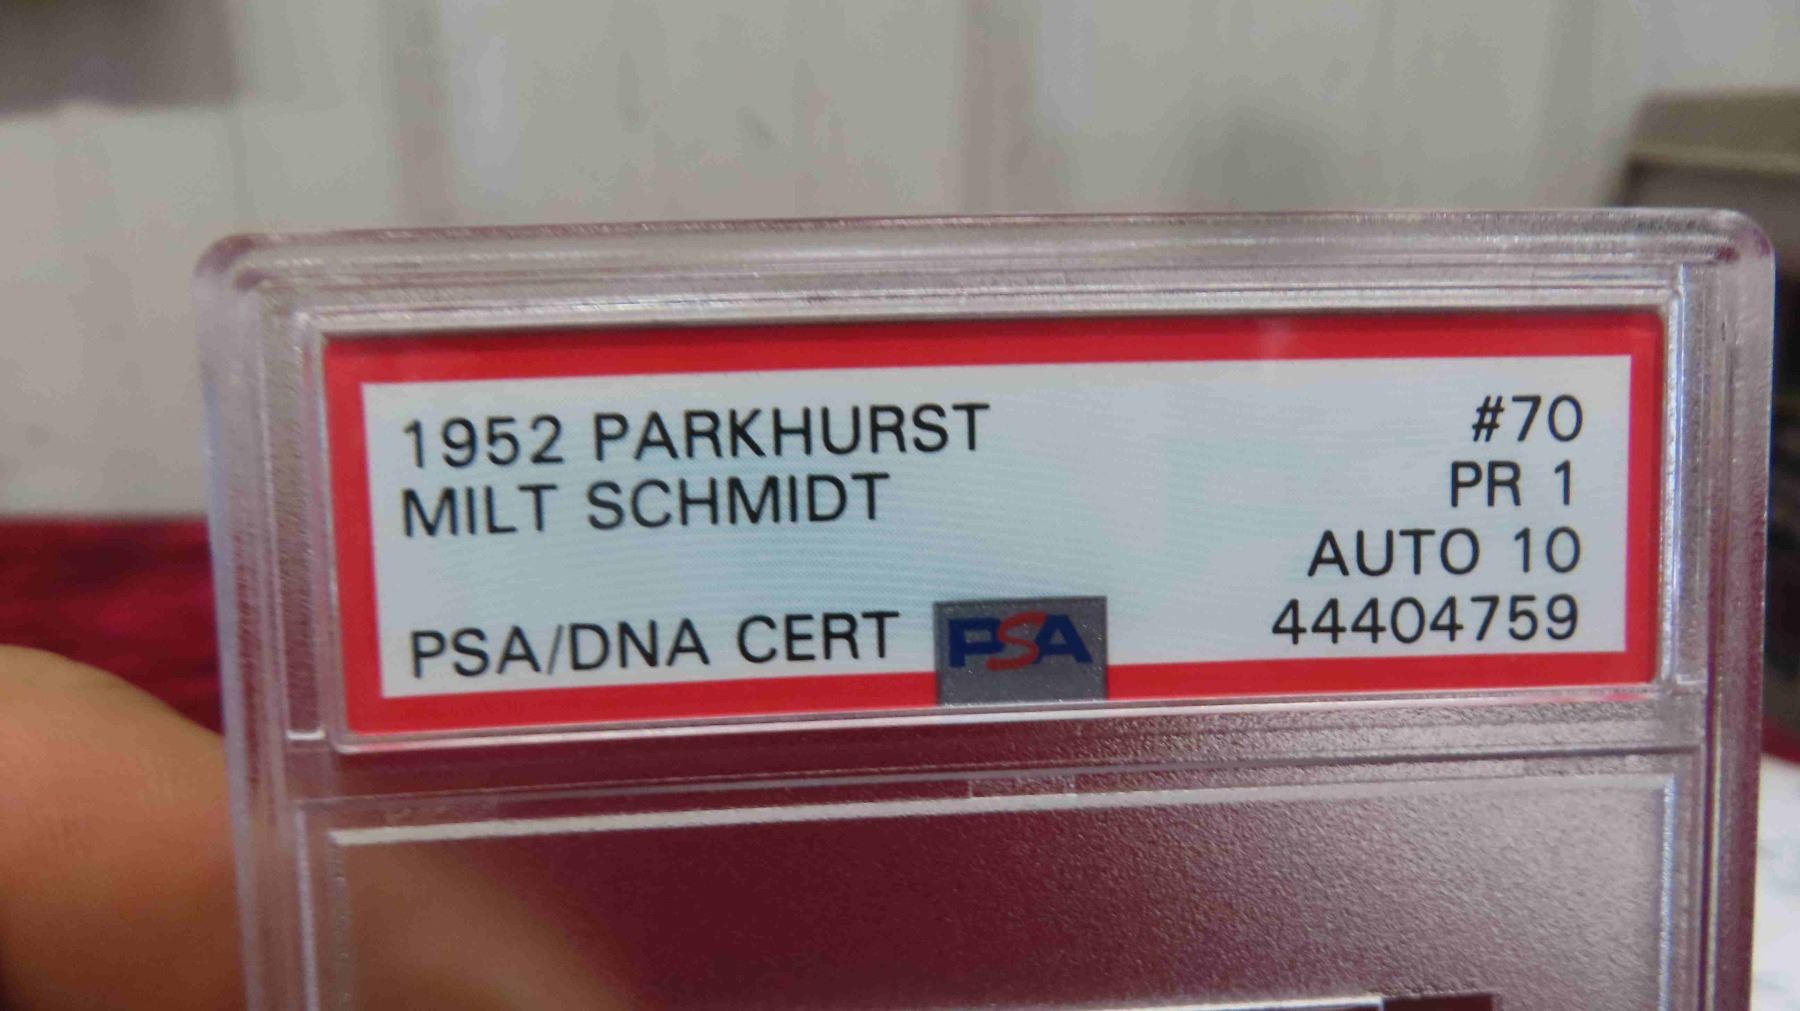 1952 PARKHURST #70
MILT SCHMIDT PR 1
AUTO 10
PSA/DNA CERT PSA 44404759